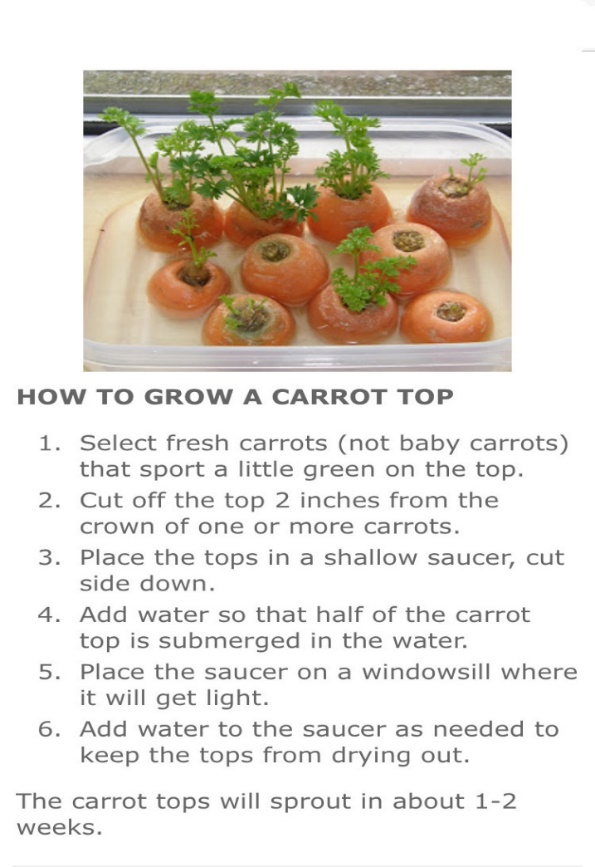 HOW TO GROW A CARROT TOP
1. Select fresh carrots (not baby carrots)
that sport a little green on the top.
2. Cut off the top 2 inches from the
crown of one or more carrots.
3. Place the tops in a shallow saucer, cut
side down.
4. Add water so that half of the carrot
top is submerged in the water.
5. Place the saucer on a windowsill where
it will get light.
6. Add water to the saucer as needed to
keep the tops from drying out.
The carrot tops will sprout in about 1-2
weeks.